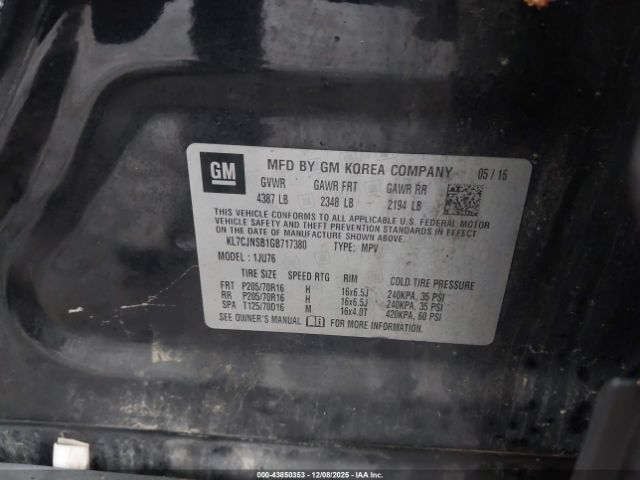 GM MFD BY GM KOREA COMPANY 05/16
GVWR GAWR FRT GAWR RR
4387 LB 2348 LB 2194 LB
THIS VEHICLE CONFORMS TO ALL APPLICABLE U.S. FEDERAL MOTOR
VEHICLE SAFETY, BUMPER, AND THEFT PREVENTION STANDARDS
IN EFFECT ON THE DATE OF MANUFACTURE SHOWN ABOVE.
KL7CJNSB1GB717380 TYPE: MPV
MODEL: 1JU76
TIRE SIZE SPEED RTG RIM COLD TIRE PRESSURE
FRT P205/70R16 H 16x6.5J 240KPA, 35 PSI
RR P205/70R16 H 16x6.5J 240KPA, 35 PSI
SPA T125/70D16 M 16x4.0T 420KPA, 60 PSI
SEE OWNER'S MANUAL FOR MORE INFORMATION.
000-43850353 - 12/08/2025 - IAAI.com